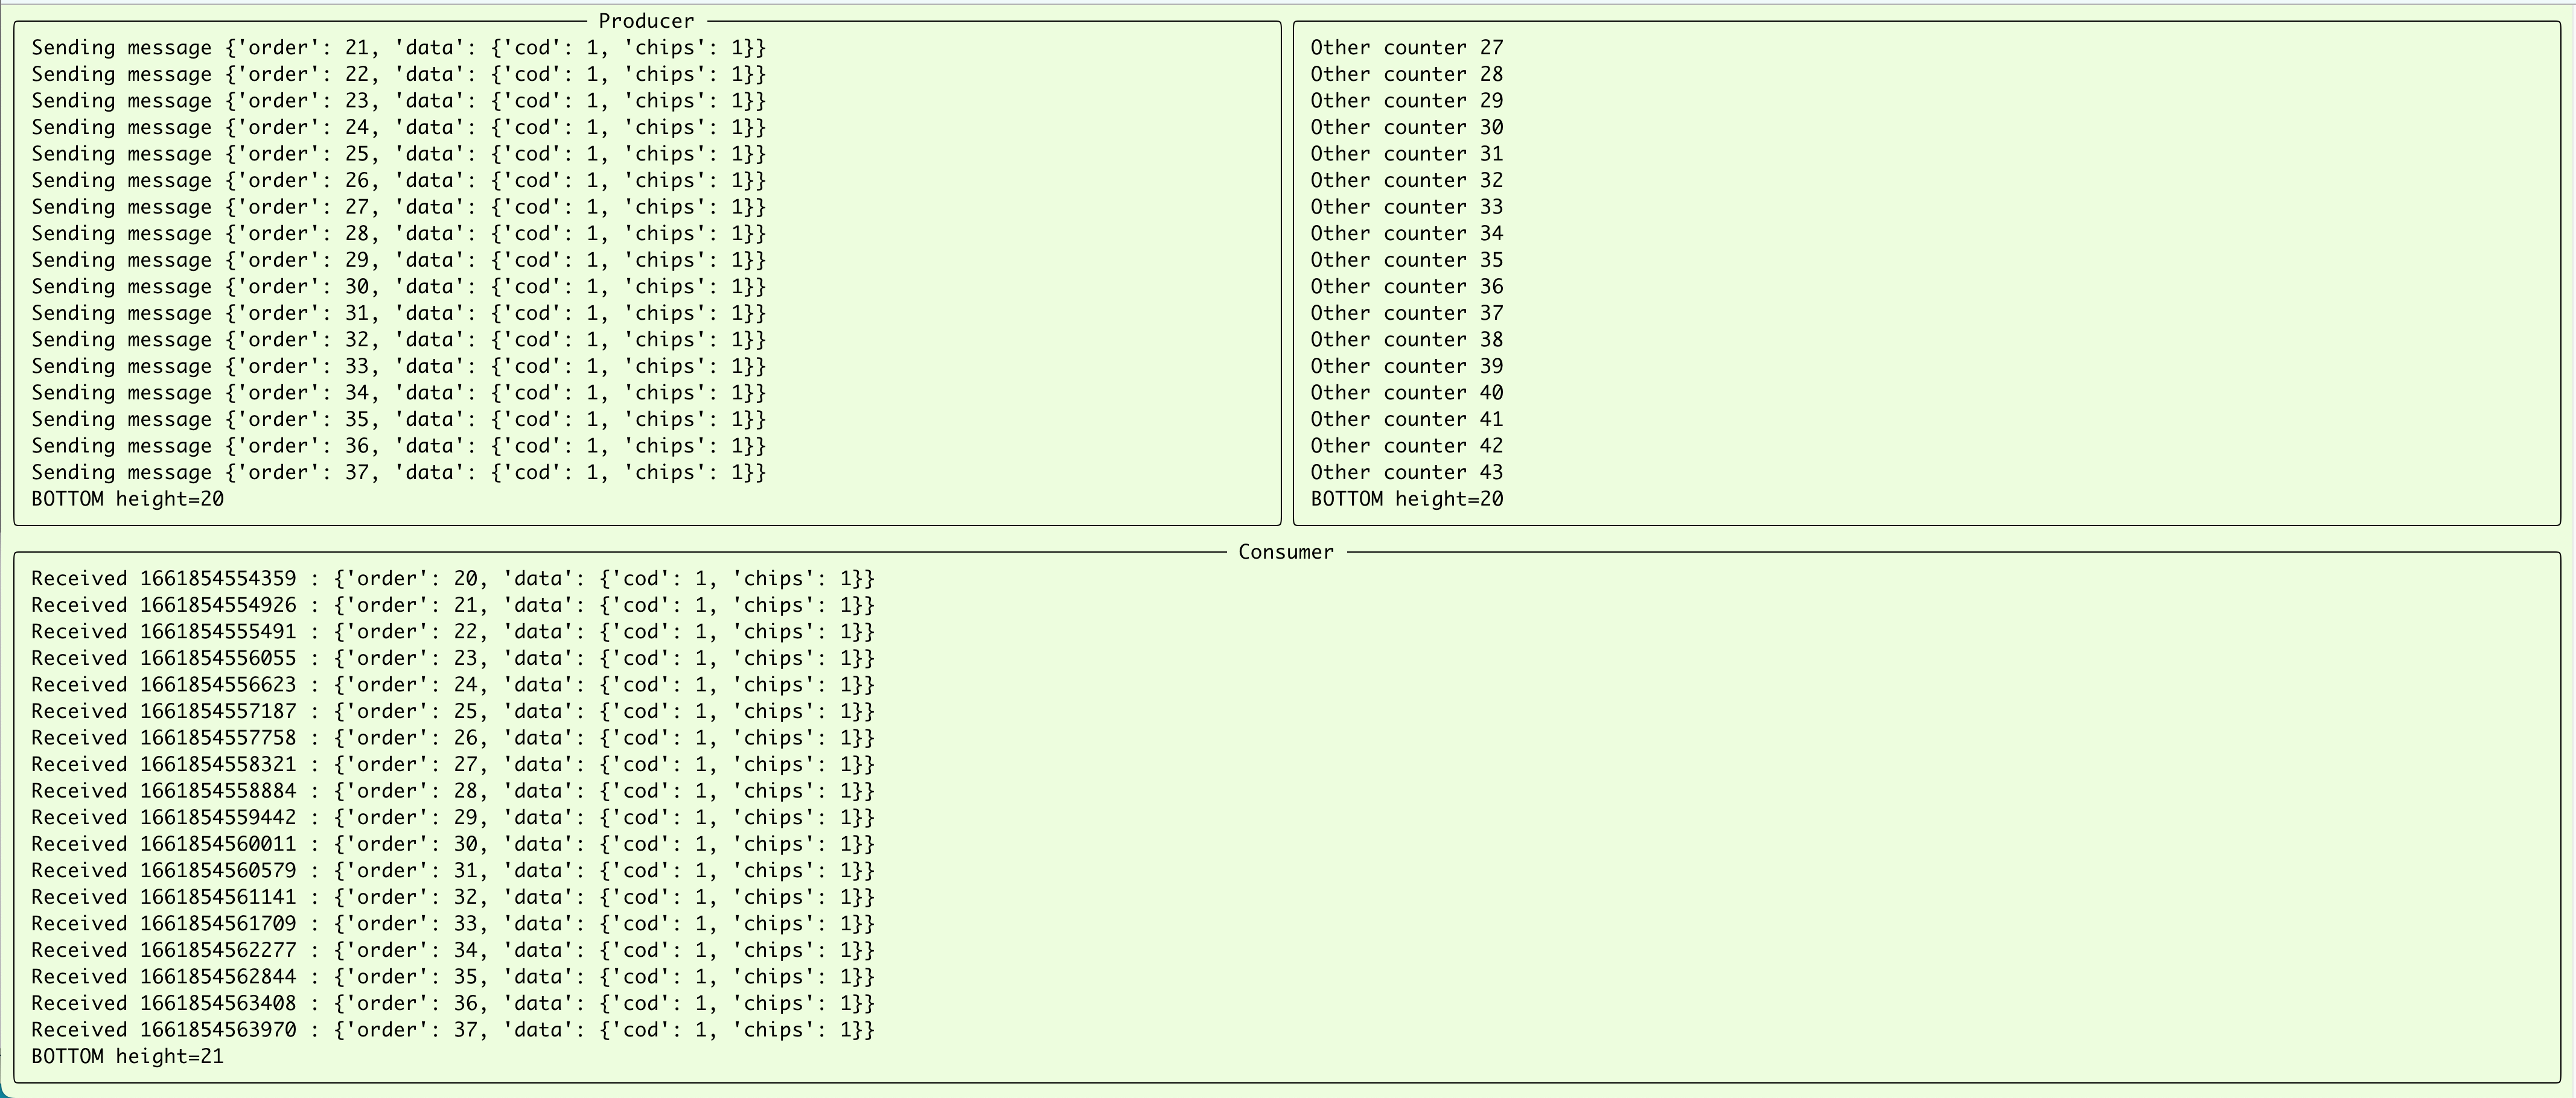 Producer
Sending message {'order': 21, 'data': {'cod': 1, 'chips': 1}}
Sending message {'order': 22, 'data': {'cod': 1, 'chips': 1}}
Sending message {'order': 23, 'data': {'cod': 1, 'chips': 1}}
Sending message {'order': 24, 'data': {'cod': 1, 'chips': 1}}
Sending message {'order': 25, 'data': {'cod': 1, 'chips': 1}}
Sending message {'order': 26, 'data': {'cod': 1, 'chips': 1}}
Sending message {'order': 27, 'data': {'cod': 1, 'chips': 1}}
Sending message {'order': 28, 'data': {'cod': 1, 'chips': 1}}
Sending message {'order': 29, 'data': {'cod': 1, 'chips': 1}}
Sending message {'order': 30, 'data': {'cod': 1, 'chips': 1}}
Sending message {'order': 31, 'data': {'cod': 1, 'chips': 1}}
Sending message {'order': 32, 'data': {'cod': 1, 'chips': 1}}
Sending message {'order': 33, 'data': {'cod': 1, 'chips': 1}}
Sending message {'order': 34, 'data': {'cod': 1, 'chips': 1}}
Sending message {'order': 35, 'data': {'cod': 1, 'chips': 1}}
Sending message {'order': 36, 'data': {'cod': 1, 'chips': 1}}
Sending message {'order': 37, 'data': {'cod': 1, 'chips': 1}}
BOTTOM height=20
Other counter 27
Other counter 28
Other counter 29
Other counter 30
Other counter 31
Other counter 32
Other counter 33
Other counter 34
Other counter 35
Other counter 36
Other counter 37
Other counter 38
Other counter 39
Other counter 40
Other counter 41
Other counter 42
Other counter 43
BOTTOM height=20
Consumer
Received 1661854554359 : {'order': 20, 'data': {'cod': 1, 'chips': 1}}
Received 1661854554926 : {'order': 21, 'data': {'cod': 1, 'chips': 1}}
Received 1661854555491 : {'order': 22, 'data': {'cod': 1, 'chips': 1}}
Received 1661854556055 : {'order': 23, 'data': {'cod': 1, 'chips': 1}}
Received 1661854556623 : {'order': 24, 'data': {'cod': 1, 'chips': 1}}
Received 1661854557187 : {'order': 25, 'data': {'cod': 1, 'chips': 1}}
Received 1661854557758 : {'order': 26, 'data': {'cod': 1, 'chips': 1}}
Received 1661854558321 : {'order': 27, 'data': {'cod': 1, 'chips': 1}}
Received 1661854558884 : {'order': 28, 'data': {'cod': 1, 'chips': 1}}
Received 1661854559442 : {'order': 29, 'data': {'cod': 1, 'chips': 1}}
Received 1661854560011 : {'order': 30, 'data': {'cod': 1, 'chips': 1}}
Received 1661854560579 : {'order': 31, 'data': {'cod': 1, 'chips': 1}}
Received 1661854561141 : {'order': 32, 'data': {'cod': 1, 'chips': 1}}
Received 1661854561709 : {'order': 33, 'data': {'cod': 1, 'chips': 1}}
Received 1661854562277 : {'order': 34, 'data': {'cod': 1, 'chips': 1}}
Received 1661854562844 : {'order': 35, 'data': {'cod': 1, 'chips': 1}}
Received 1661854563408 : {'order': 36, 'data': {'cod': 1, 'chips': 1}}
Received 1661854563970 : {'order': 37, 'data': {'cod': 1, 'chips': 1}}
BOTTOM height=21